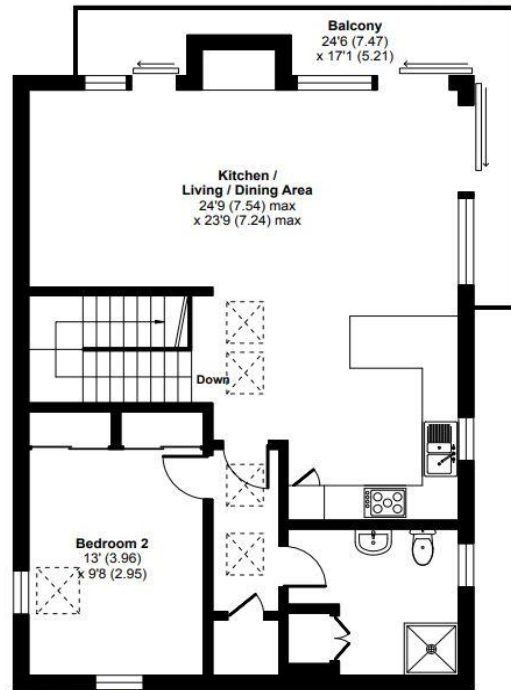 Balcony
24'6 (7.47)
x 17'1 (5.21)
Kitchen /
Living / Dining Area
24'9 (7.54) max
x 23'9 (7.24) max
Down
Bedroom 2
13' (3.96)
x 9'8 (2.95)